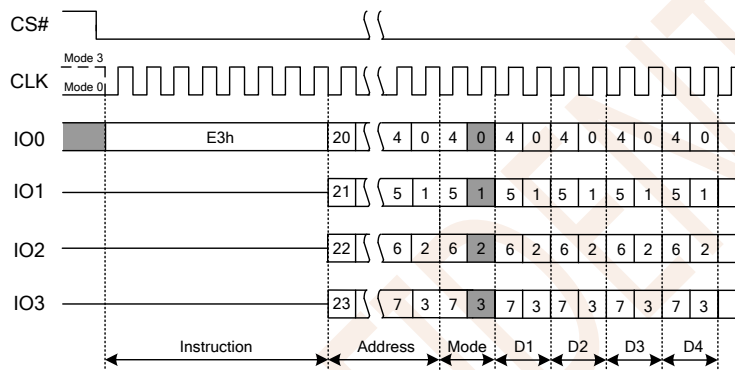 CS#
Mode 3
CLK
Mode 0
IO0 E3h 20 4 0 4 0 4 0 4 0 4 0 4 0
IO1 21 5 1 5 1 5 1 5 1 5 1 5 1
IO2 22 6 2 6 2 6 2 6 2 6 2 6 2
IO3 23 7 3 7 3 7 3 7 3 7 3 7 3
Instruction Address Mode D1 D2 D3 D4